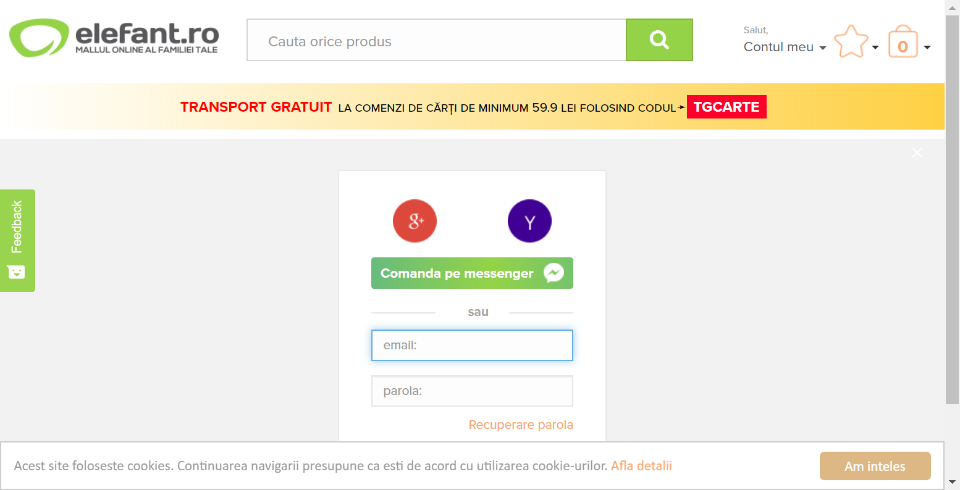 elefant.ro
MALLUL ONLINE AL FAMILIEI TALE
Cauta orice produs
Salut,
Contul meu
0
TRANSPORT GRATUIT LA COMENZI DE CĂRȚI DE MINIMUM 59.9 LEI FOLOSIND CODUL TGCARTE
Feedback
g+
Y
Comanda pe messenger
sau
email:
parola:
Recuperare parola
Acest site foloseste cookies. Continuarea navigarii presupune ca esti de acord cu utilizarea cookie-urilor. Afla detalii
Am inteles